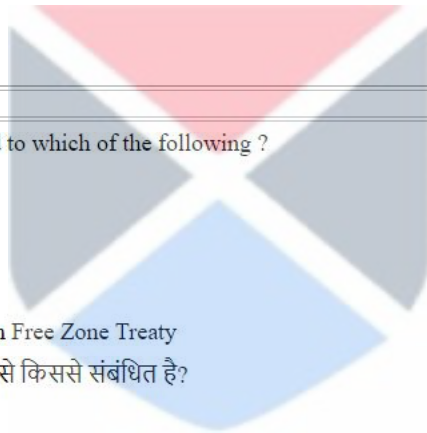 to which of the following ?
Free Zone Treaty
से किससे संबंधित है?